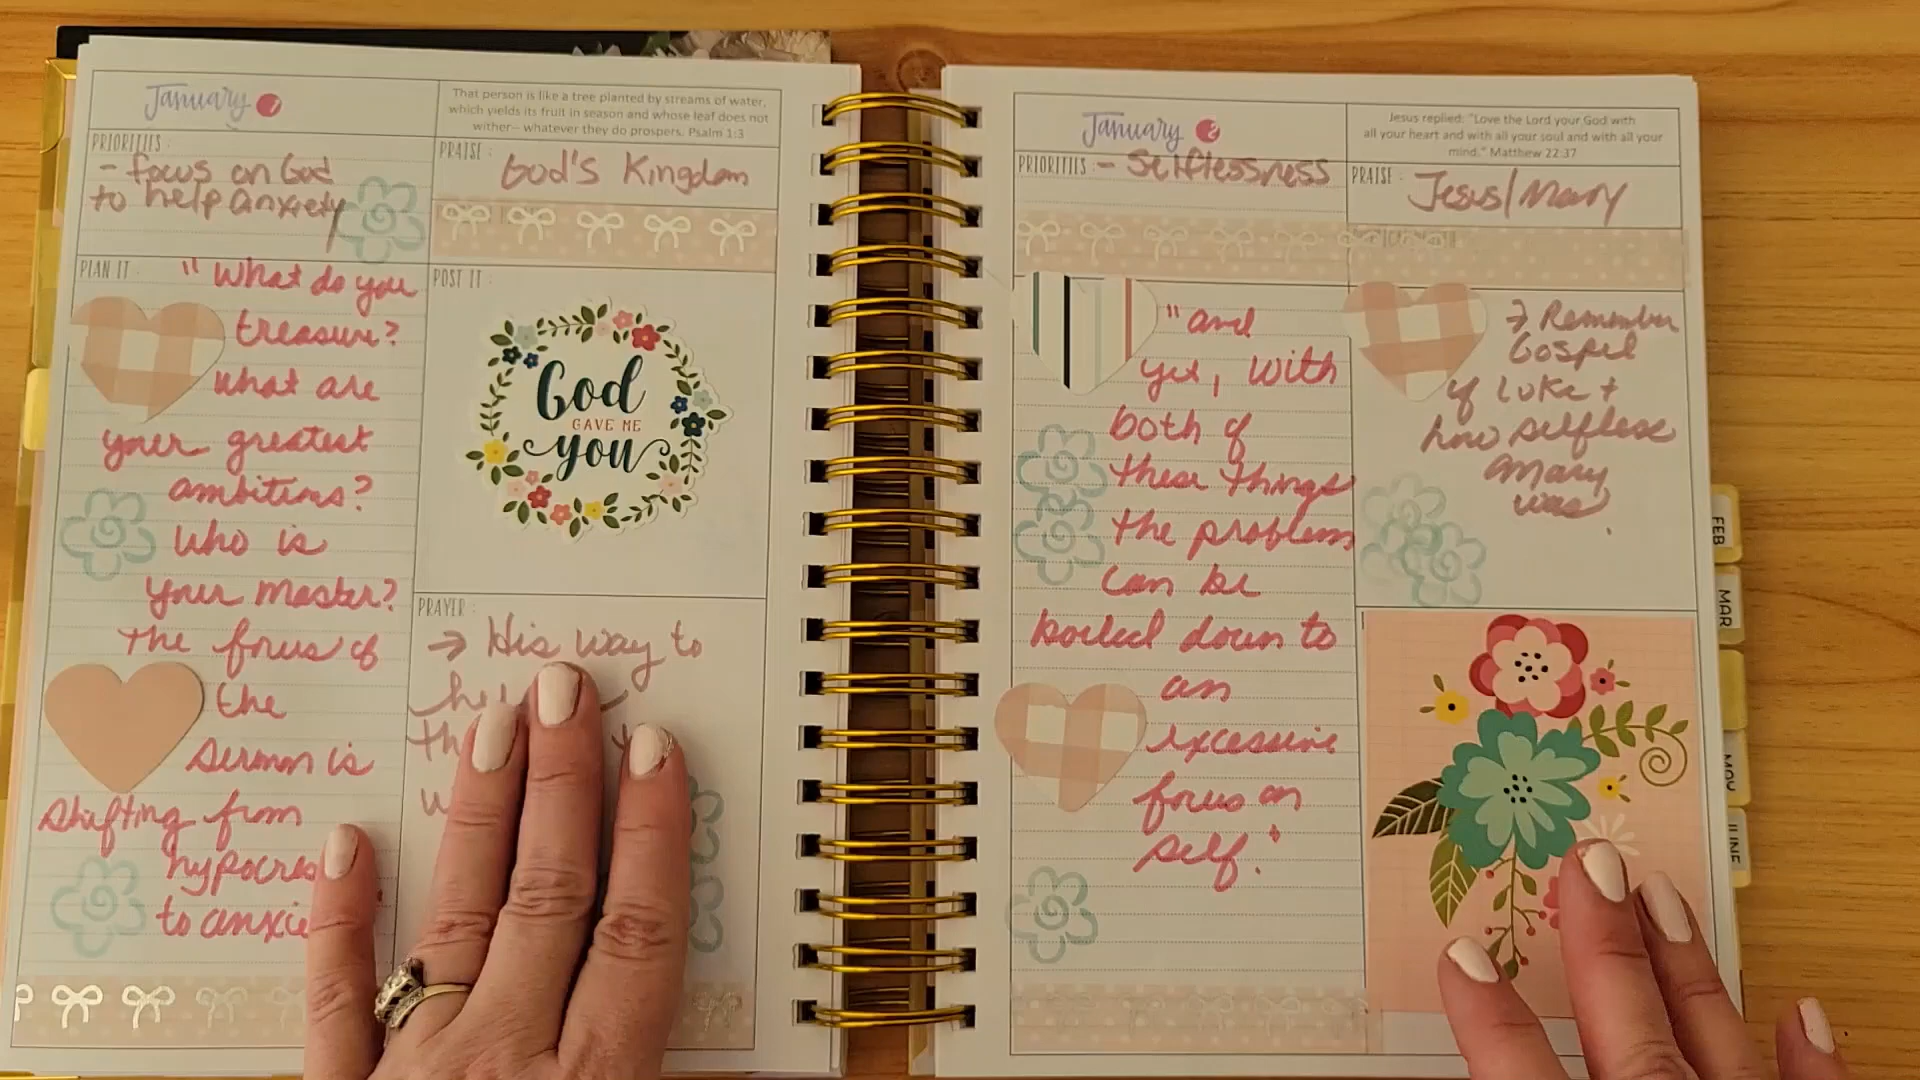 January 1
That person is like a tree planted by streams of water,
which yields its fruit in season and whose leaf does not
wither-- whatever they do prospers. Psalm 1:3
PRIORITIES:
- focus on God
to help anxiety
PRAISE:
God's Kingdom
PLAN IT:
"What do you
treasure?
what are
your greatest
ambitions?
who is
your master?
the focus of
the
sermon is
shifting from
to
POST IT:
God
GAVE ME
you
PRAYER:
→ His way to
January 2
Jesus replied: "Love the Lord your God with
all your heart and with all your soul and with all your
mind." Matthew 22:37
PRIORITIES:
- Selflessness
PRAISE:
Jesus/Mary
"and
yet, with
both of
these things
the problem
can be
boiled down to
an
excessive
focus on
self."
→ Remember
Gospel
of Luke +
how selfless
Mary
was.
FEB
MAR
MAY
JUNE